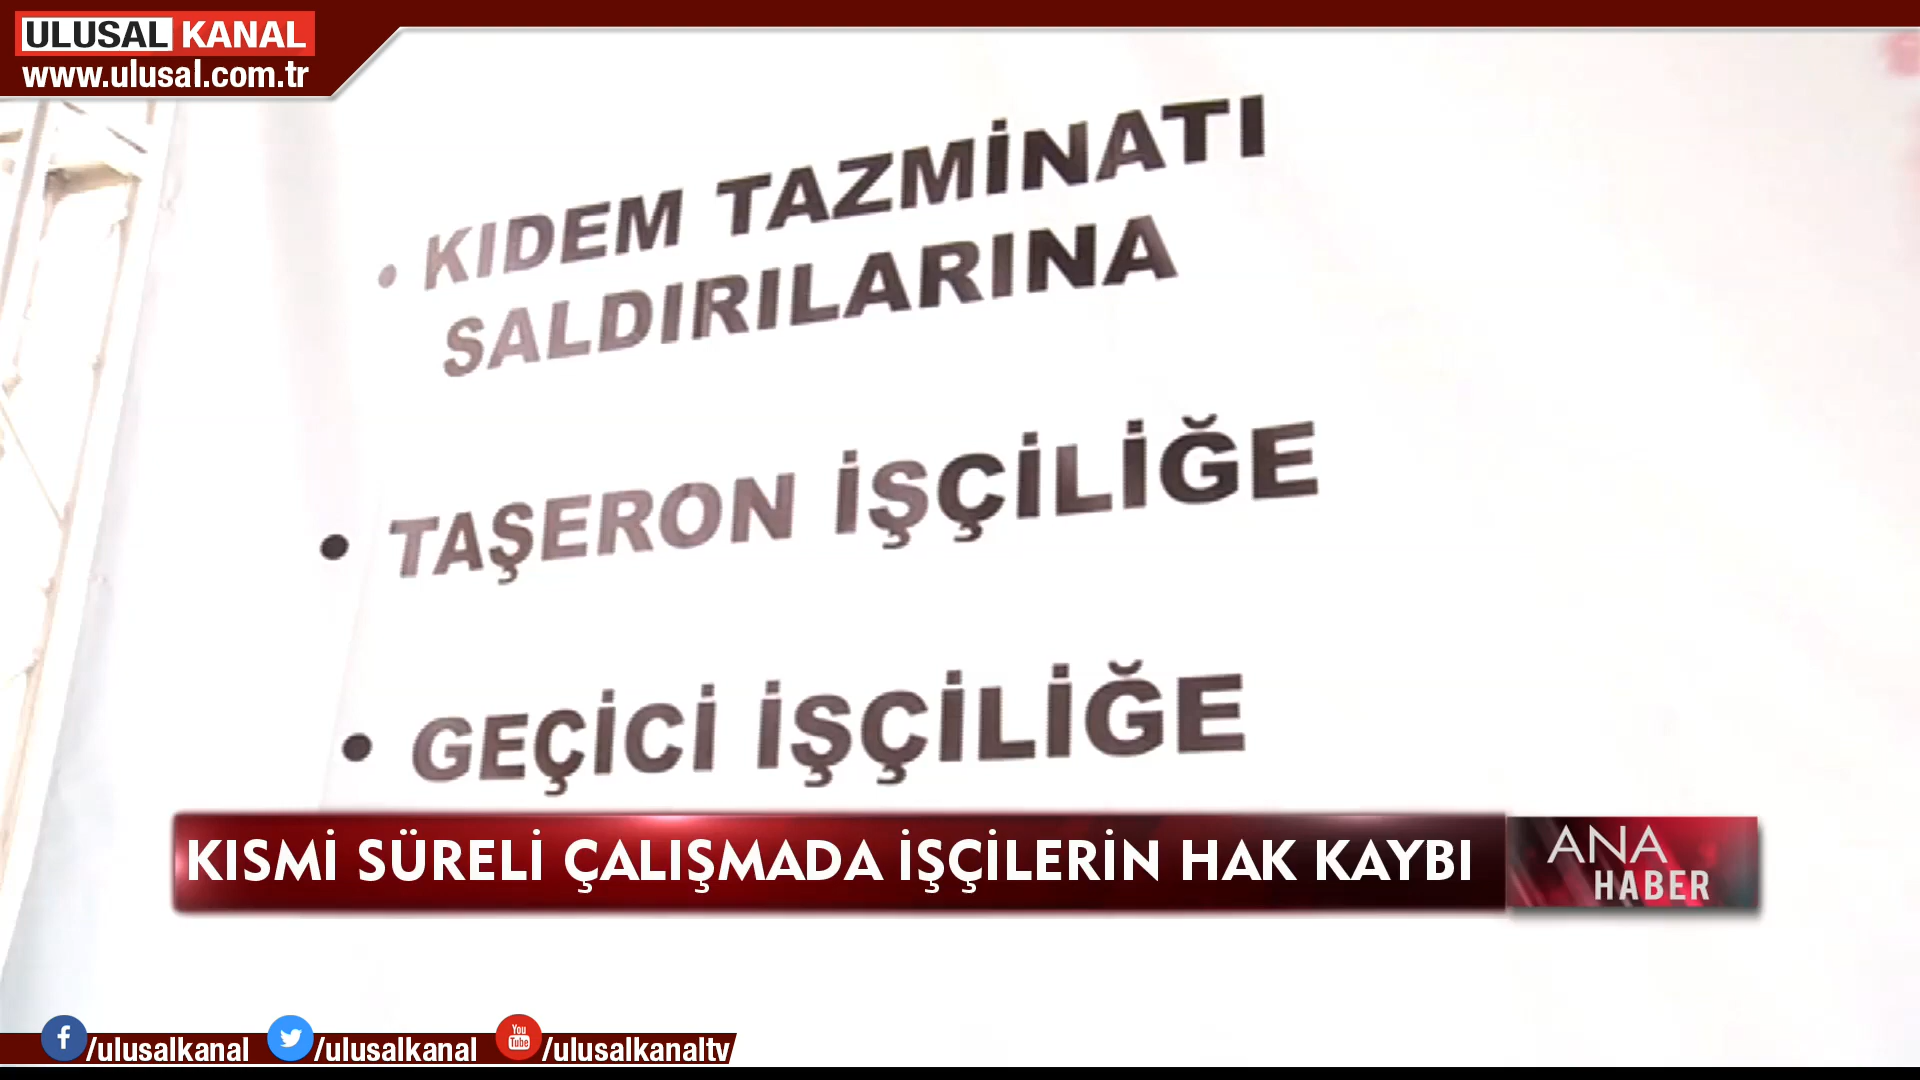 ULUSAL KANAL
www.ulusal.com.tr
• KIDEM TAZMİNATI
SALDIRILARINA
• TAŞERON İŞÇİLİĞE
• GEÇİCİ İŞÇİLİĞE
KISMİ SÜRELİ ÇALIŞMADA İŞÇİLERİN HAK KAYBI
ANA
HABER
f /ulusalkanal /ulusalkanal You Tube /ulusalkanaltv